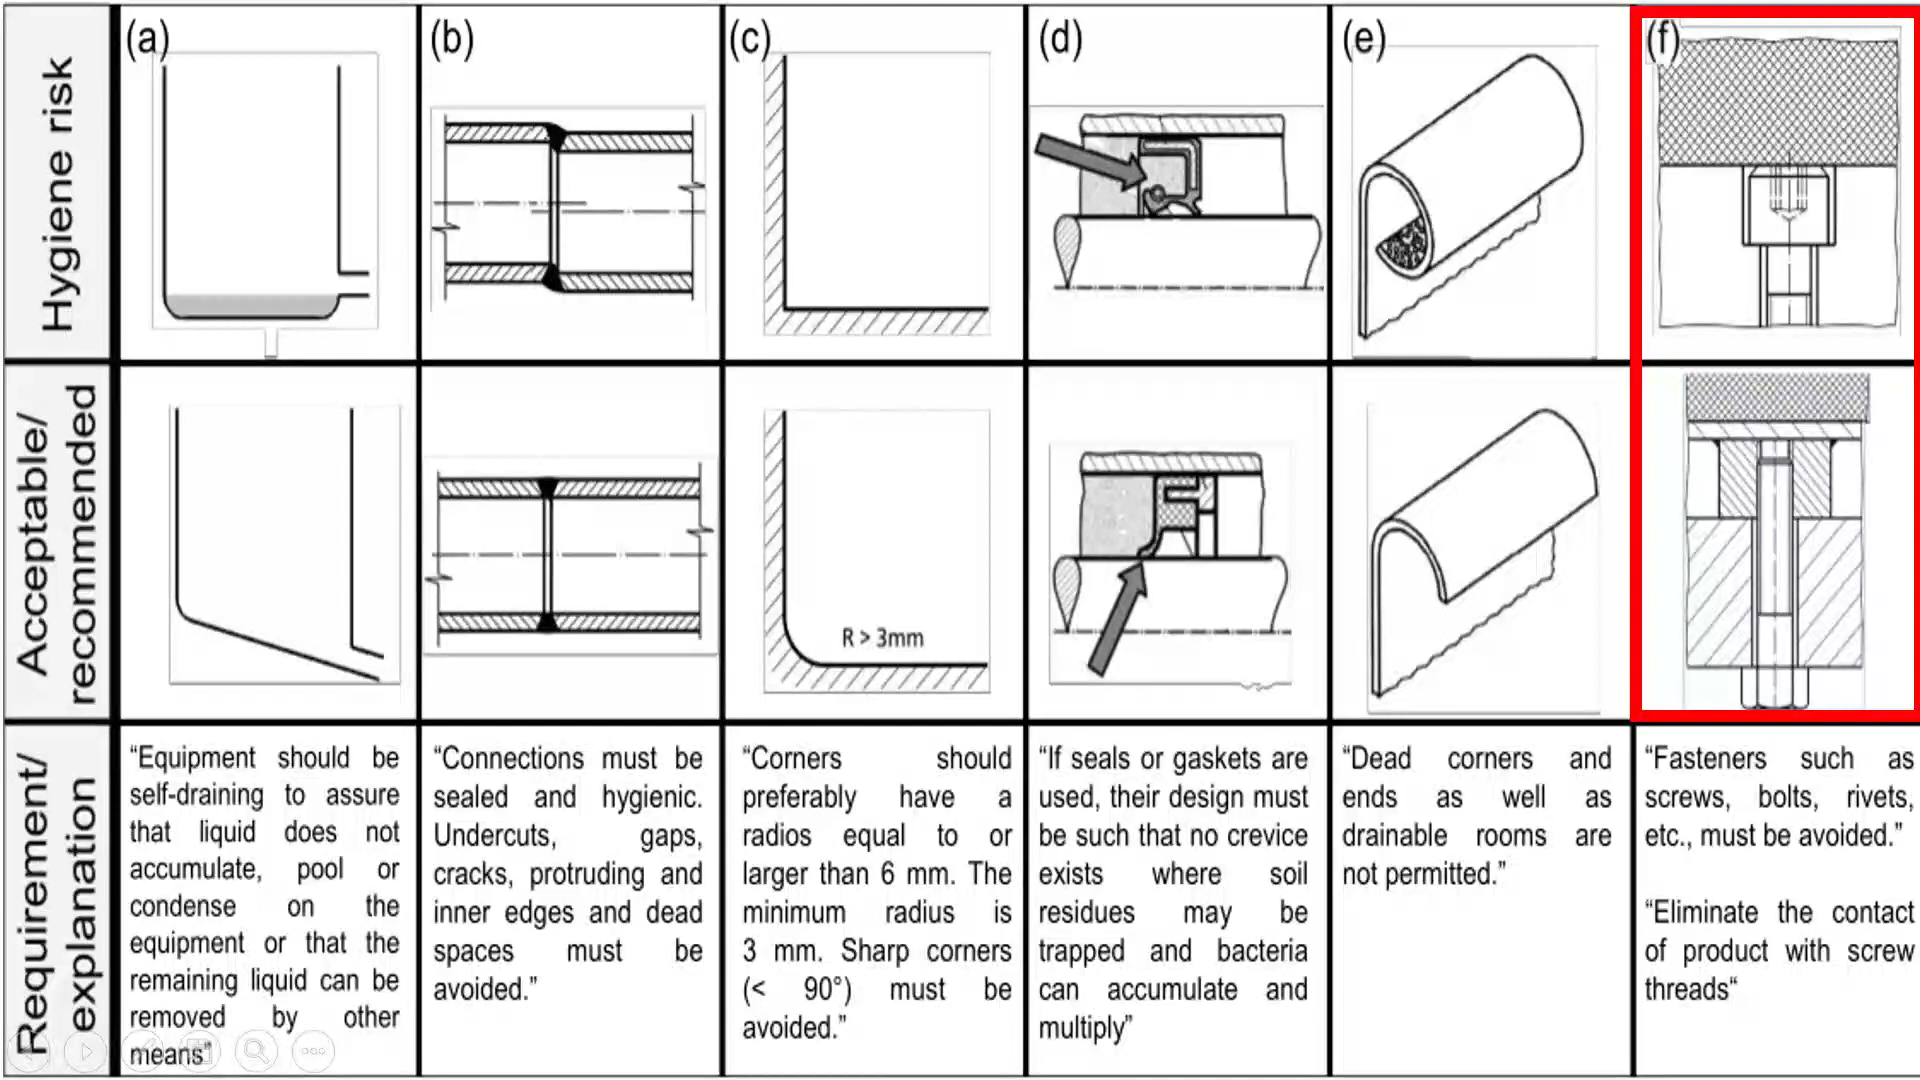 Hygiene risk
(a)
(b)
(c)
(d)
(e)
(f)
Acceptable/
recommended
R > 3mm
Requirement/
explanation
“Equipment should be
self-draining to assure
that liquid does not
accumulate, pool or
condense on the
equipment or that the
remaining liquid can be
removed by other
means”
“Connections must be
sealed and hygienic.
Undercuts, gaps,
cracks, protruding and
inner edges and dead
spaces must be
avoided.”
“Corners should
preferably have a
radios equal to or
larger than 6 mm. The
minimum radius is
3 mm. Sharp corners
(< 90°) must be
avoided.”
“If seals or gaskets are
used, their design must
be such that no crevice
exists where soil
residues may be
trapped and bacteria
can accumulate and
multiply”
“Dead corners and
ends as well as
drainable rooms are
not permitted.”
“Fasteners such as
screws, bolts, rivets,
etc., must be avoided.”
“Eliminate the contact
of product with screw
threads“